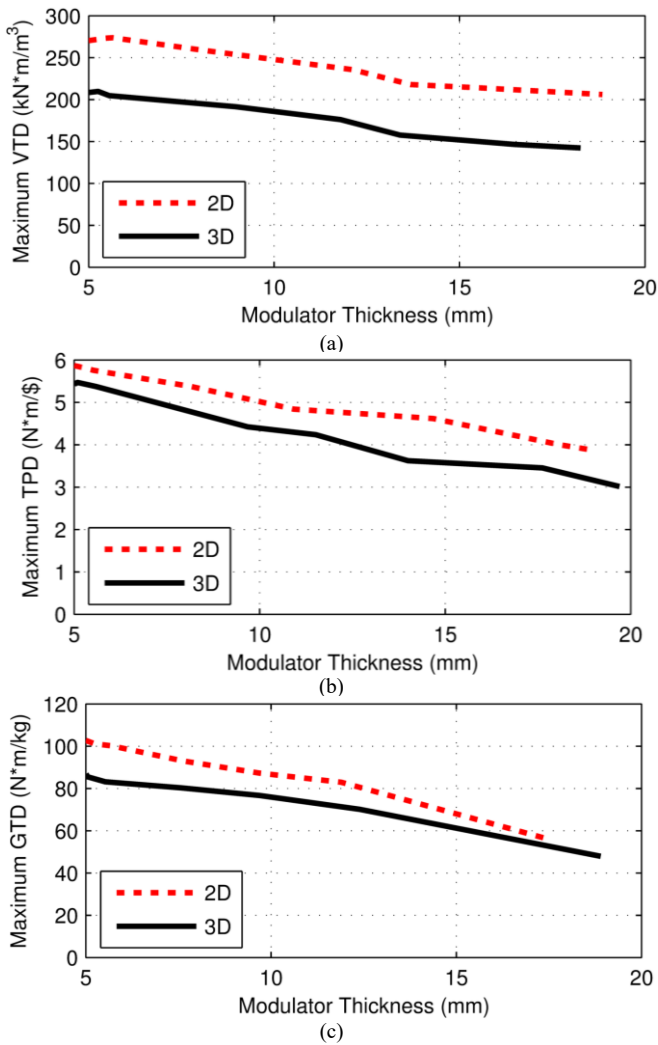 Maximum VTD (kN*m/m³)
300
250
200
150
100
50
0
2D
3D
5 10 15 20
Modulator Thickness (mm)
(a)
Maximum TPD (N*m/$)
6
5
4
3
2
1
0
2D
3D
5 10 15 20
Modulator Thickness (mm)
(b)
Maximum GTD (N*m/kg)
120
100
80
60
40
20
0
2D
3D
5 10 15 20
Modulator Thickness (mm)
(c)